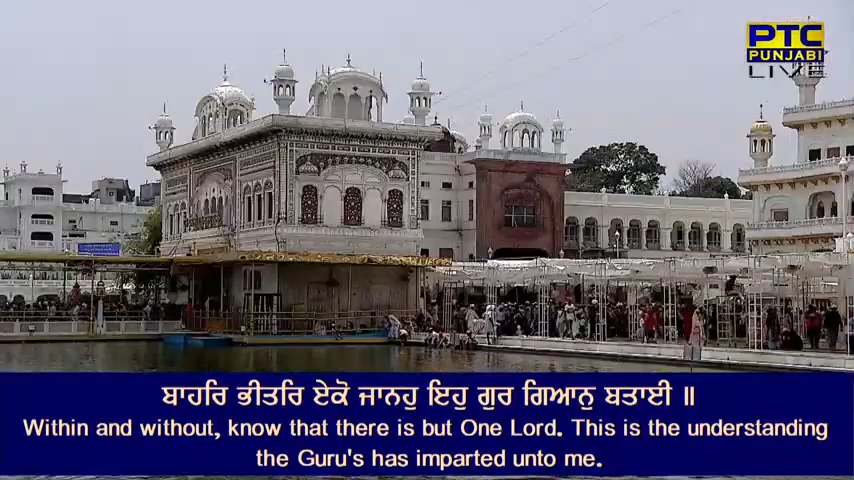 PTC
PUNJABI
LIVE
ਬਾਹਰਿ ਭੀਤਰਿ ਏਕੋ ਜਾਨਹੁ ਇਹੁ ਗੁਰ ਗਿਆਨੁ ਬਤਾਈ ॥
Within and without, know that there is but One Lord. This is the understanding
the Guru's has imparted unto me.